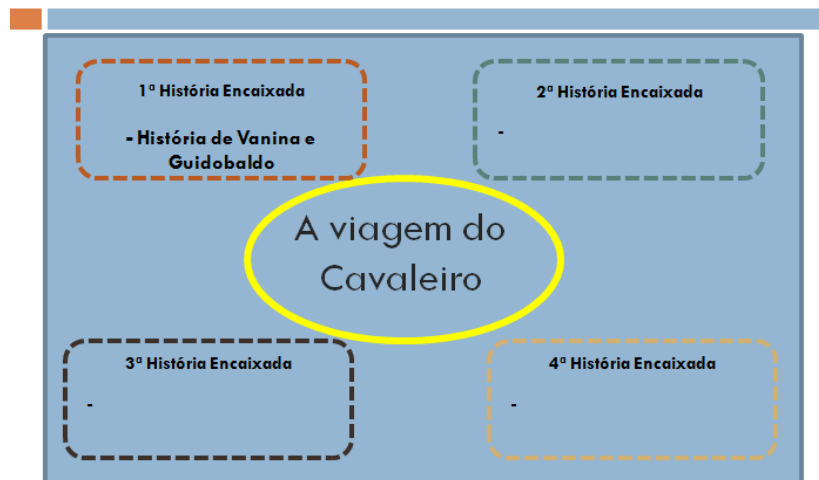 1ª História Encaixada
- História de Vanina e
Guidobaldo
2ª História Encaixada
-
A viagem do
Cavaleiro
3ª História Encaixada
-
4ª História Encaixada
-